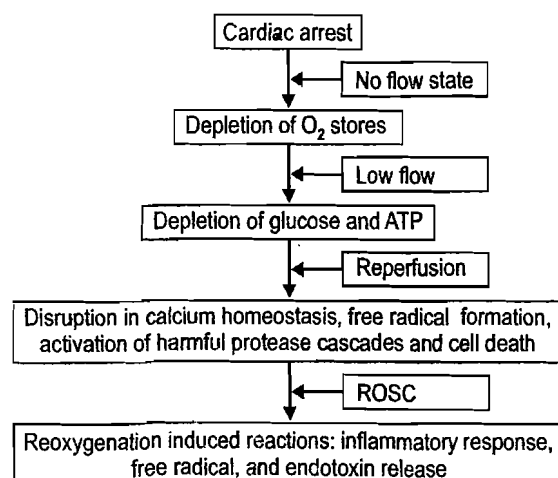 Cardiac arrest
No flow state
Depletion of O₂ stores
Low flow
Depletion of glucose and ATP
Reperfusion
Disruption in calcium homeostasis, free radical formation,
activation of harmful protease cascades and cell death
ROSC
Reoxygenation induced reactions: inflammatory response,
free radical, and endotoxin release